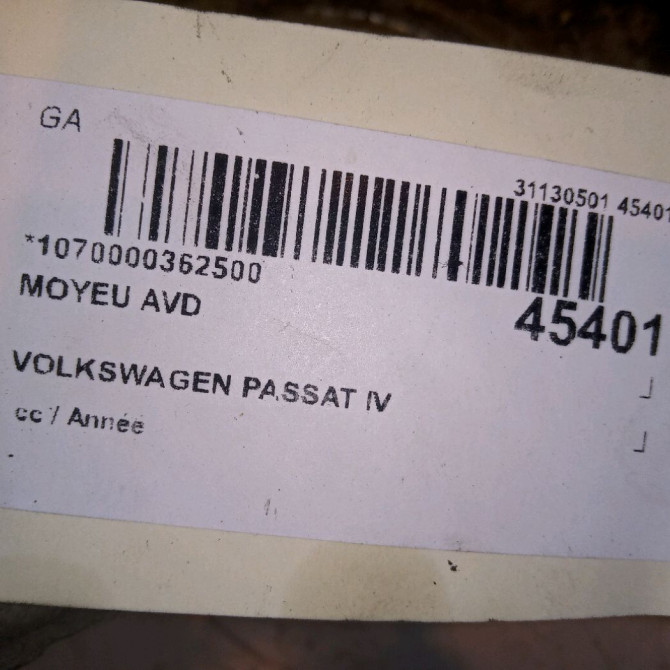 GA
31130501 45401
*1070000362500
MOYEU AVD
45401
VOLKSWAGEN PASSAT IV
cc / Année